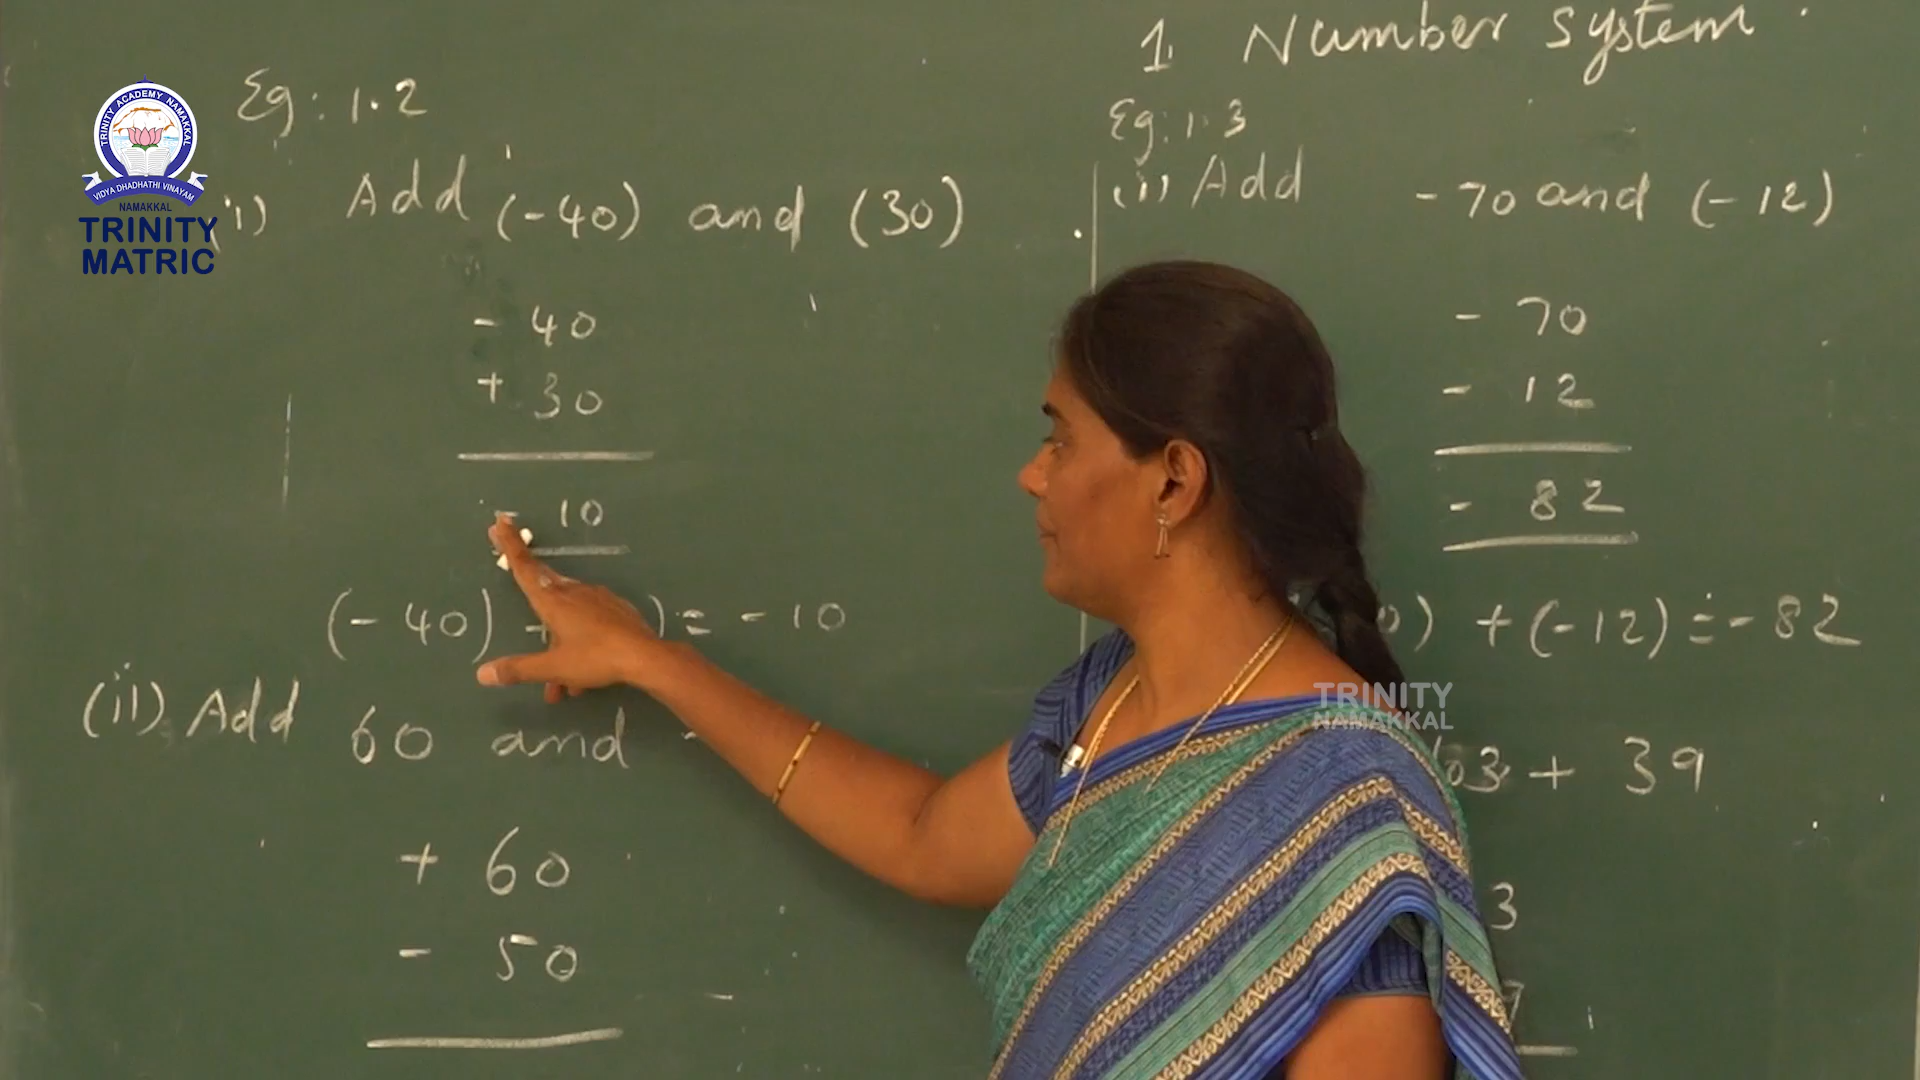 TRINITY ACADEMY NAMAKKAL
VIDYA DHADHATHI VINAYAM
NAMAKKAL
TRINITY
MATRIC
Eg: 1.2
(i) Add (-40) and (30)
- 40
+ 30
- 10
(- 40) + ) = - 10
(ii) Add 60 and -
+ 60
- 50
1. Number System
Eg: 1.3
(i) Add -70 and (-12)
- 70
- 12
- 82
0) + (-12) = - 82
TRINITY
NAMAKKAL
03 + 39
3